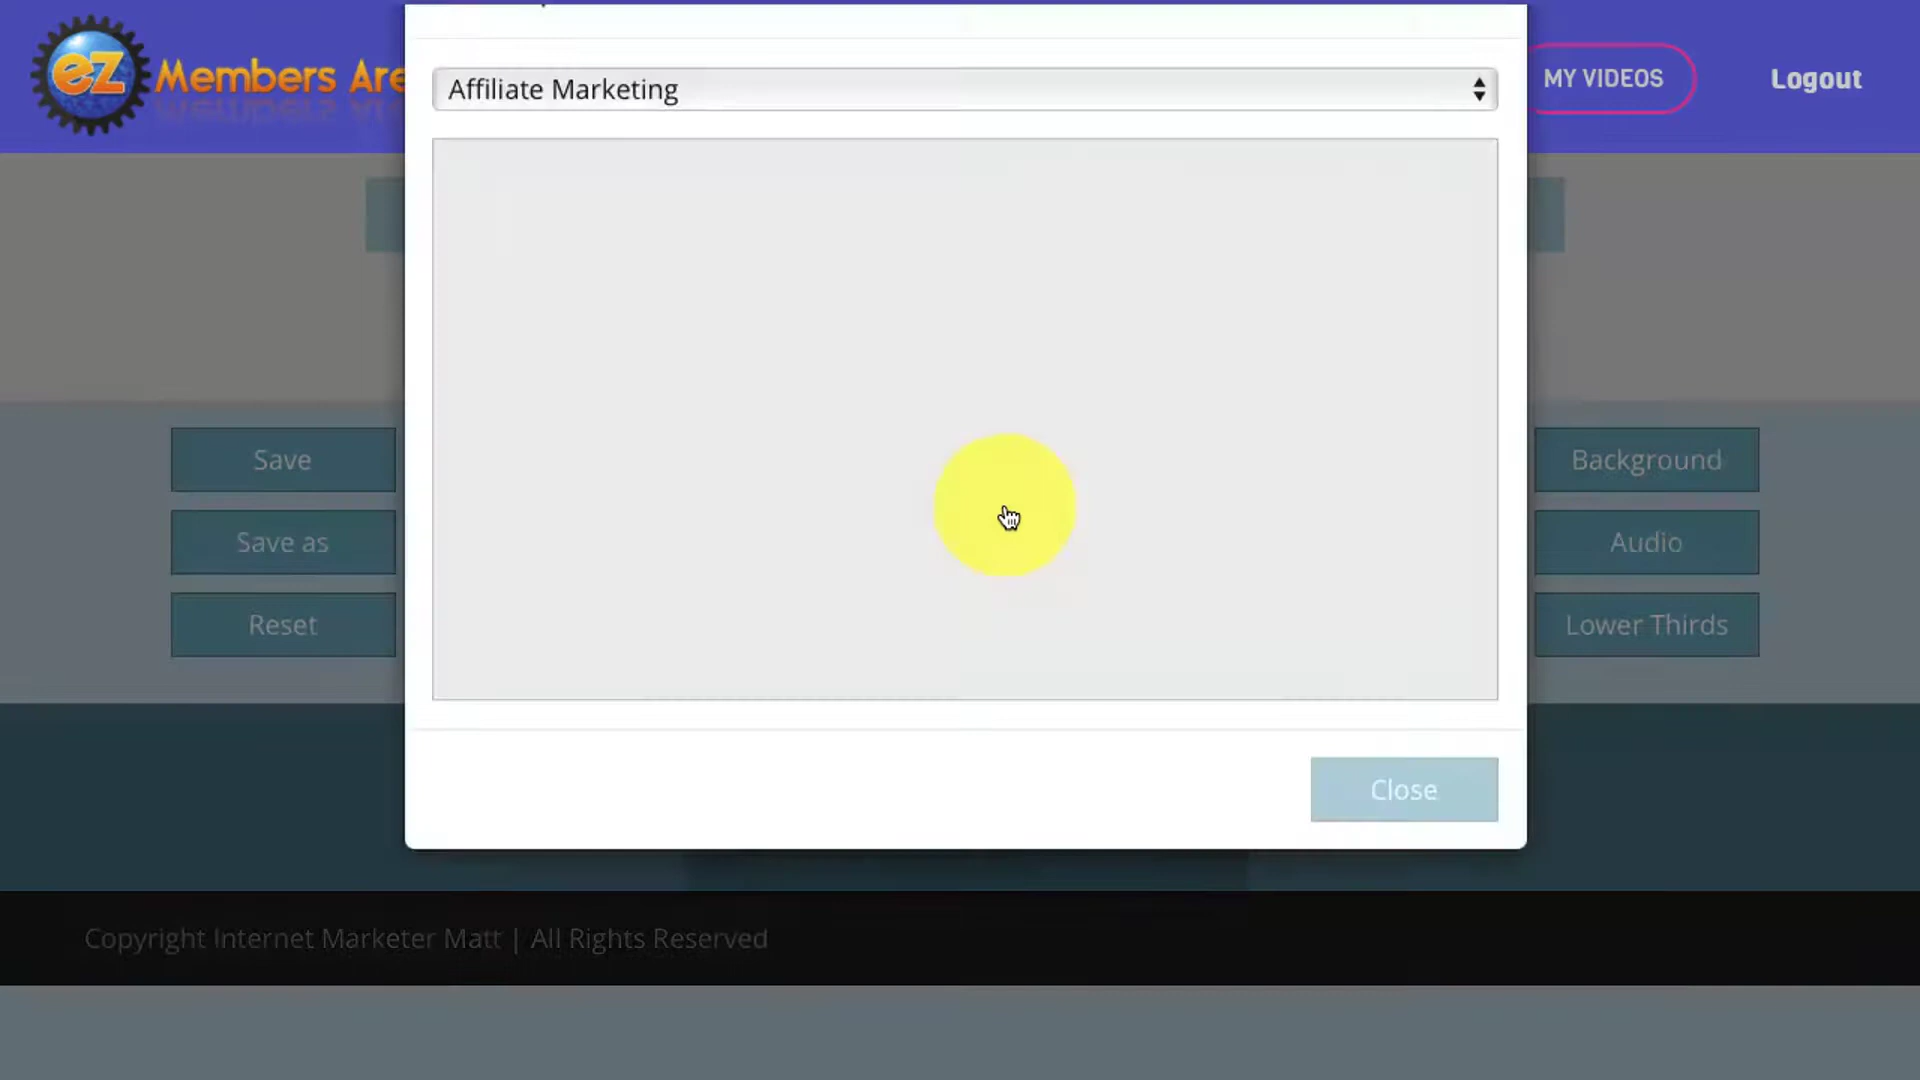 eZ Members Are
MY VIDEOS
Logout
Affiliate Marketing
Save
Background
Save as
Audio
Reset
Lower Thirds
Close
Copyright Internet Marketer Matt | All Rights Reserved